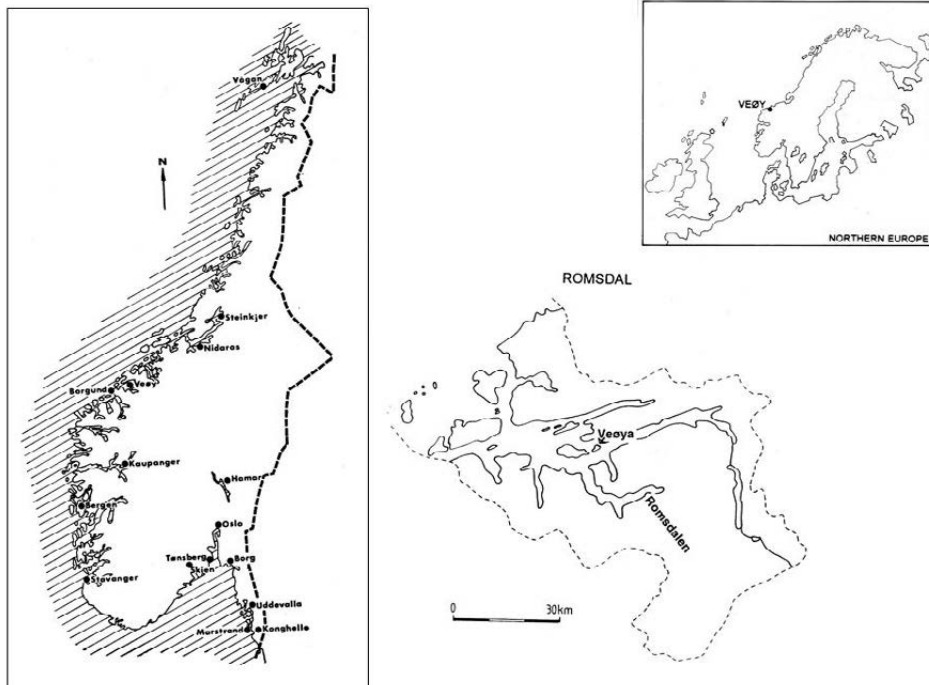 Vågan
N
Steinkjer
Nidaros
Veøy
Borgund
Kaupanger
Hamar
Bergen
Oslo
Tønsberg
Borg
Skien
Stavanger
Uddevalla
Marstrand
Konghelle
VEØY
NORTHERN EUROPE
ROMSDAL
Veøya
Romsdalen
0 30km